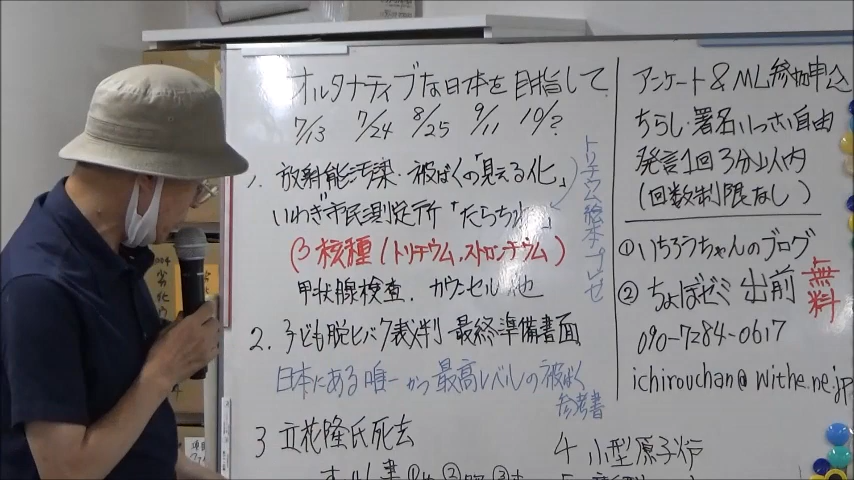 オルタナティブな日本を目指して
7/13 7/24 8/25 9/11 10/?
1. 放射能汚染・被ばくの「見える化」
いわき市民測定所「たらちね」
トリチウム絵本プレゼ
(β核種(トリチウム、ストロンチウム)
甲状腺検査、カウンセル 他
2. 子ども脱ヒバク裁判 最終準備書面
日本にある唯一かつ最高レベルの被ばく
参考書
3 立花隆氏死去
4 小型原子炉
アンケート&ML参加申込
ちらし・署名いっさい自由
発言1回3分以内
(回数制限なし)
①いちろうちゃんのブログ
②ちょぼゼミ出前
無料
090-7284-0617
ichirouchan@withe.ne.jp